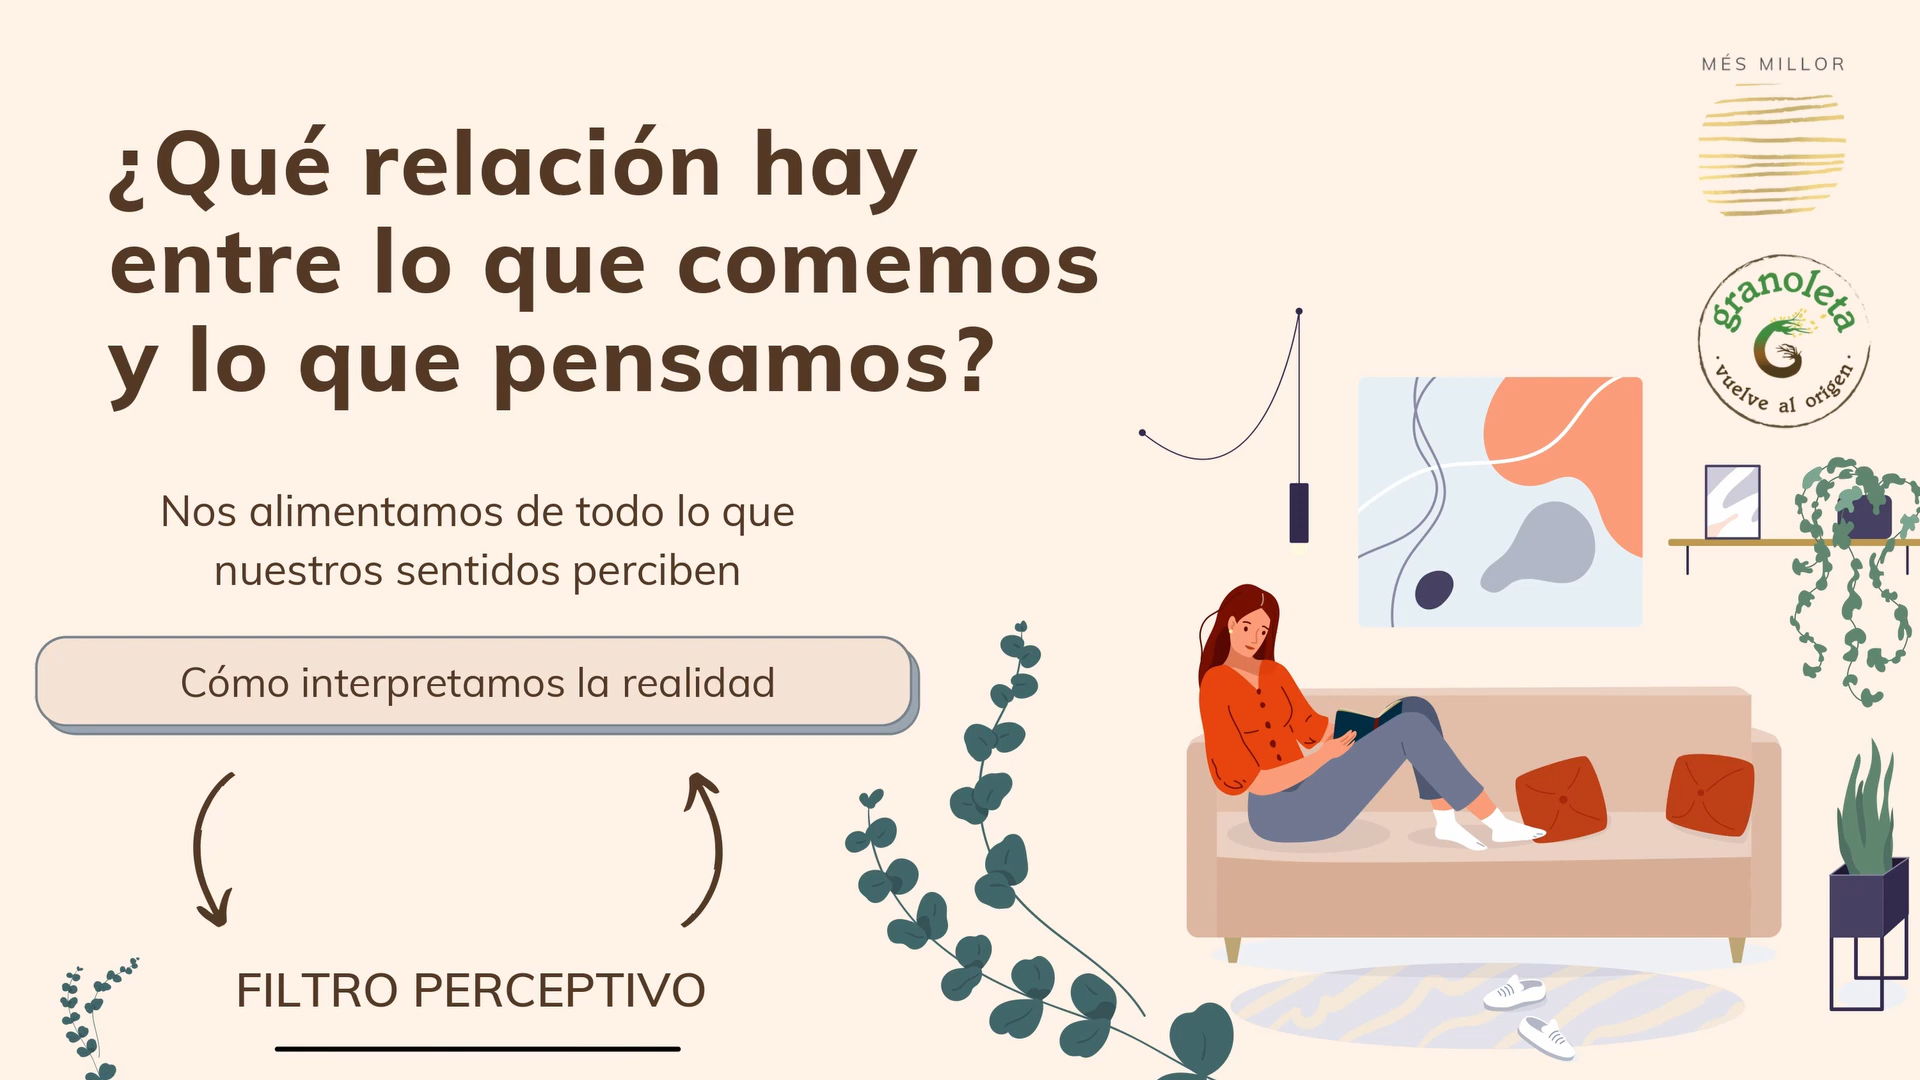 MÉS MILLOR
¿Qué relación hay
entre lo que comemos
y lo que pensamos?
granoleta
· vuelve al origen ·
Nos alimentamos de todo lo que
nuestros sentidos perciben
Cómo interpretamos la realidad
FILTRO PERCEPTIVO